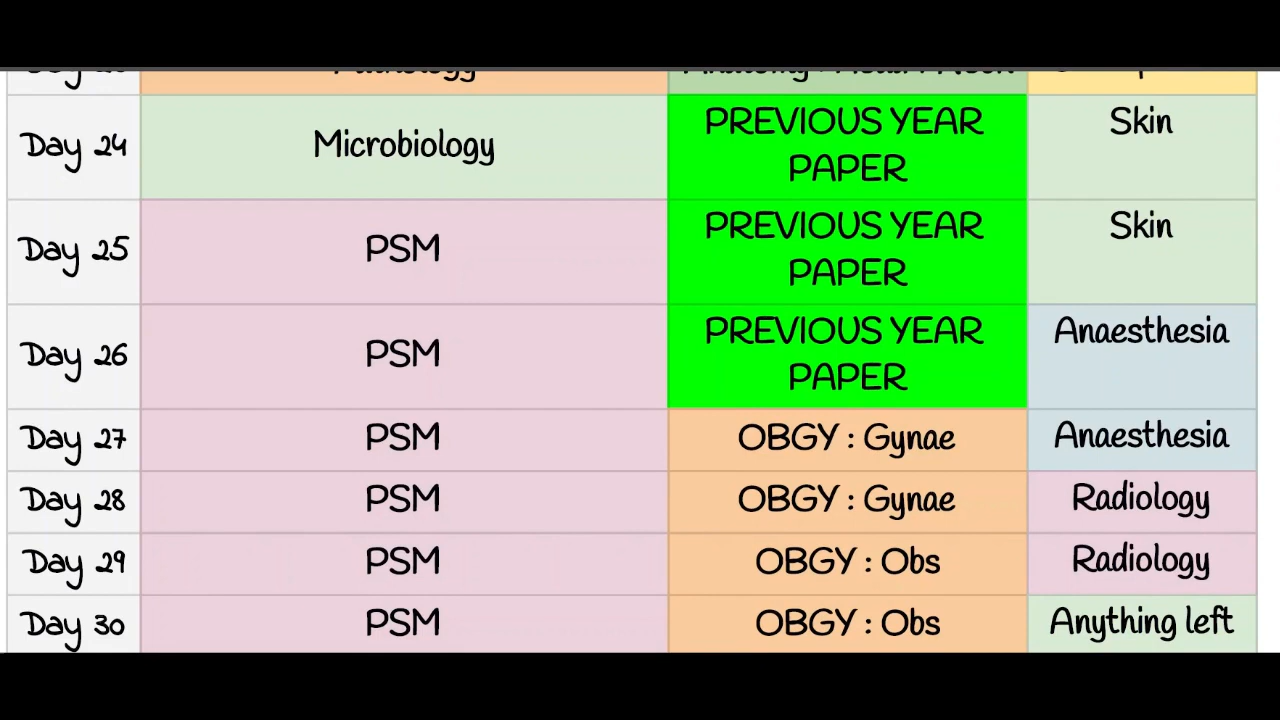 Day 24 Microbiology PREVIOUS YEAR PAPER Skin
Day 25 PSM PREVIOUS YEAR PAPER Skin
Day 26 PSM PREVIOUS YEAR PAPER Anaesthesia
Day 27 PSM OBGY : Gynae Anaesthesia
Day 28 PSM OBGY : Gynae Radiology
Day 29 PSM OBGY : Obs Radiology
Day 30 PSM OBGY : Obs Anything left